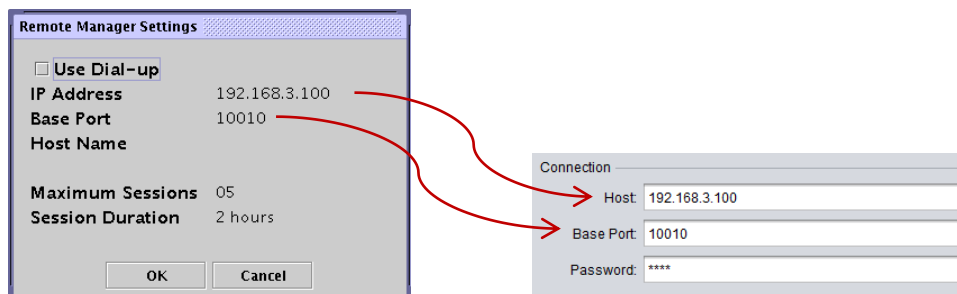 Remote Manager Settings
Use Dial-up
IP Address 192.168.3.100
Base Port 10010
Host Name
Maximum Sessions 05
Session Duration 2 hours
OK Cancel
Connection
Host: 192.168.3.100
Base Port: 10010
Password: ****